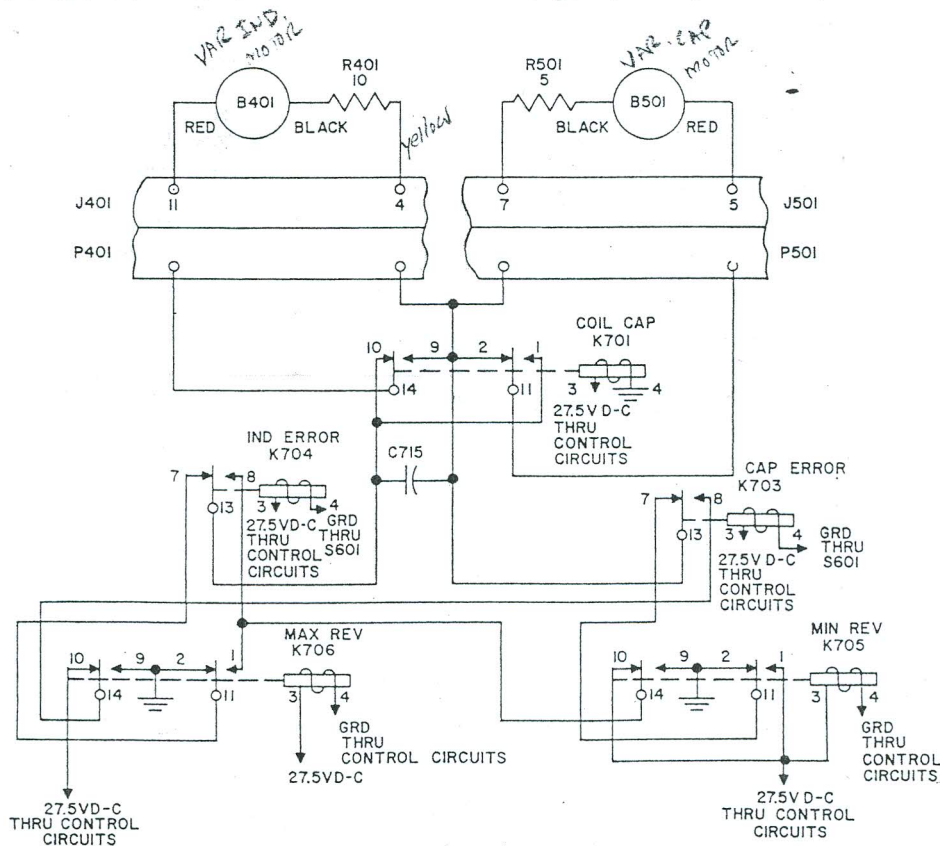 VAR IND.
MOTOR
VAR. CAP
MOTOR
R401
10
R501
5
B401
B501
RED
BLACK
yellow
BLACK
RED
J401
11
4
7
5
J501
P401
P501
COIL CAP
K701
10
9
2
1
14
11
3
4
27.5V D-C
THRU
CONTROL
CIRCUITS
IND ERROR
K704
C715
7
8
13
3
4
27.5VD-C
THRU
CONTROL
CIRCUITS
GRD
THRU
S601
CAP ERROR
K703
7
8
13
3
4
27.5V D-C
THRU
CONTROL
CIRCUITS
GRD
THRU
S601
MAX REV
K706
10
9
2
1
14
11
3
4
GRD
THRU
CONTROL CIRCUITS
27.5VD-C
27.5VD-C
THRU CONTROL
CIRCUITS
MIN REV
K705
10
9
2
1
14
11
3
4
GRD
THRU
CONTROL
CIRCUITS
27.5V D-C
THRU CONTROL
CIRCUITS